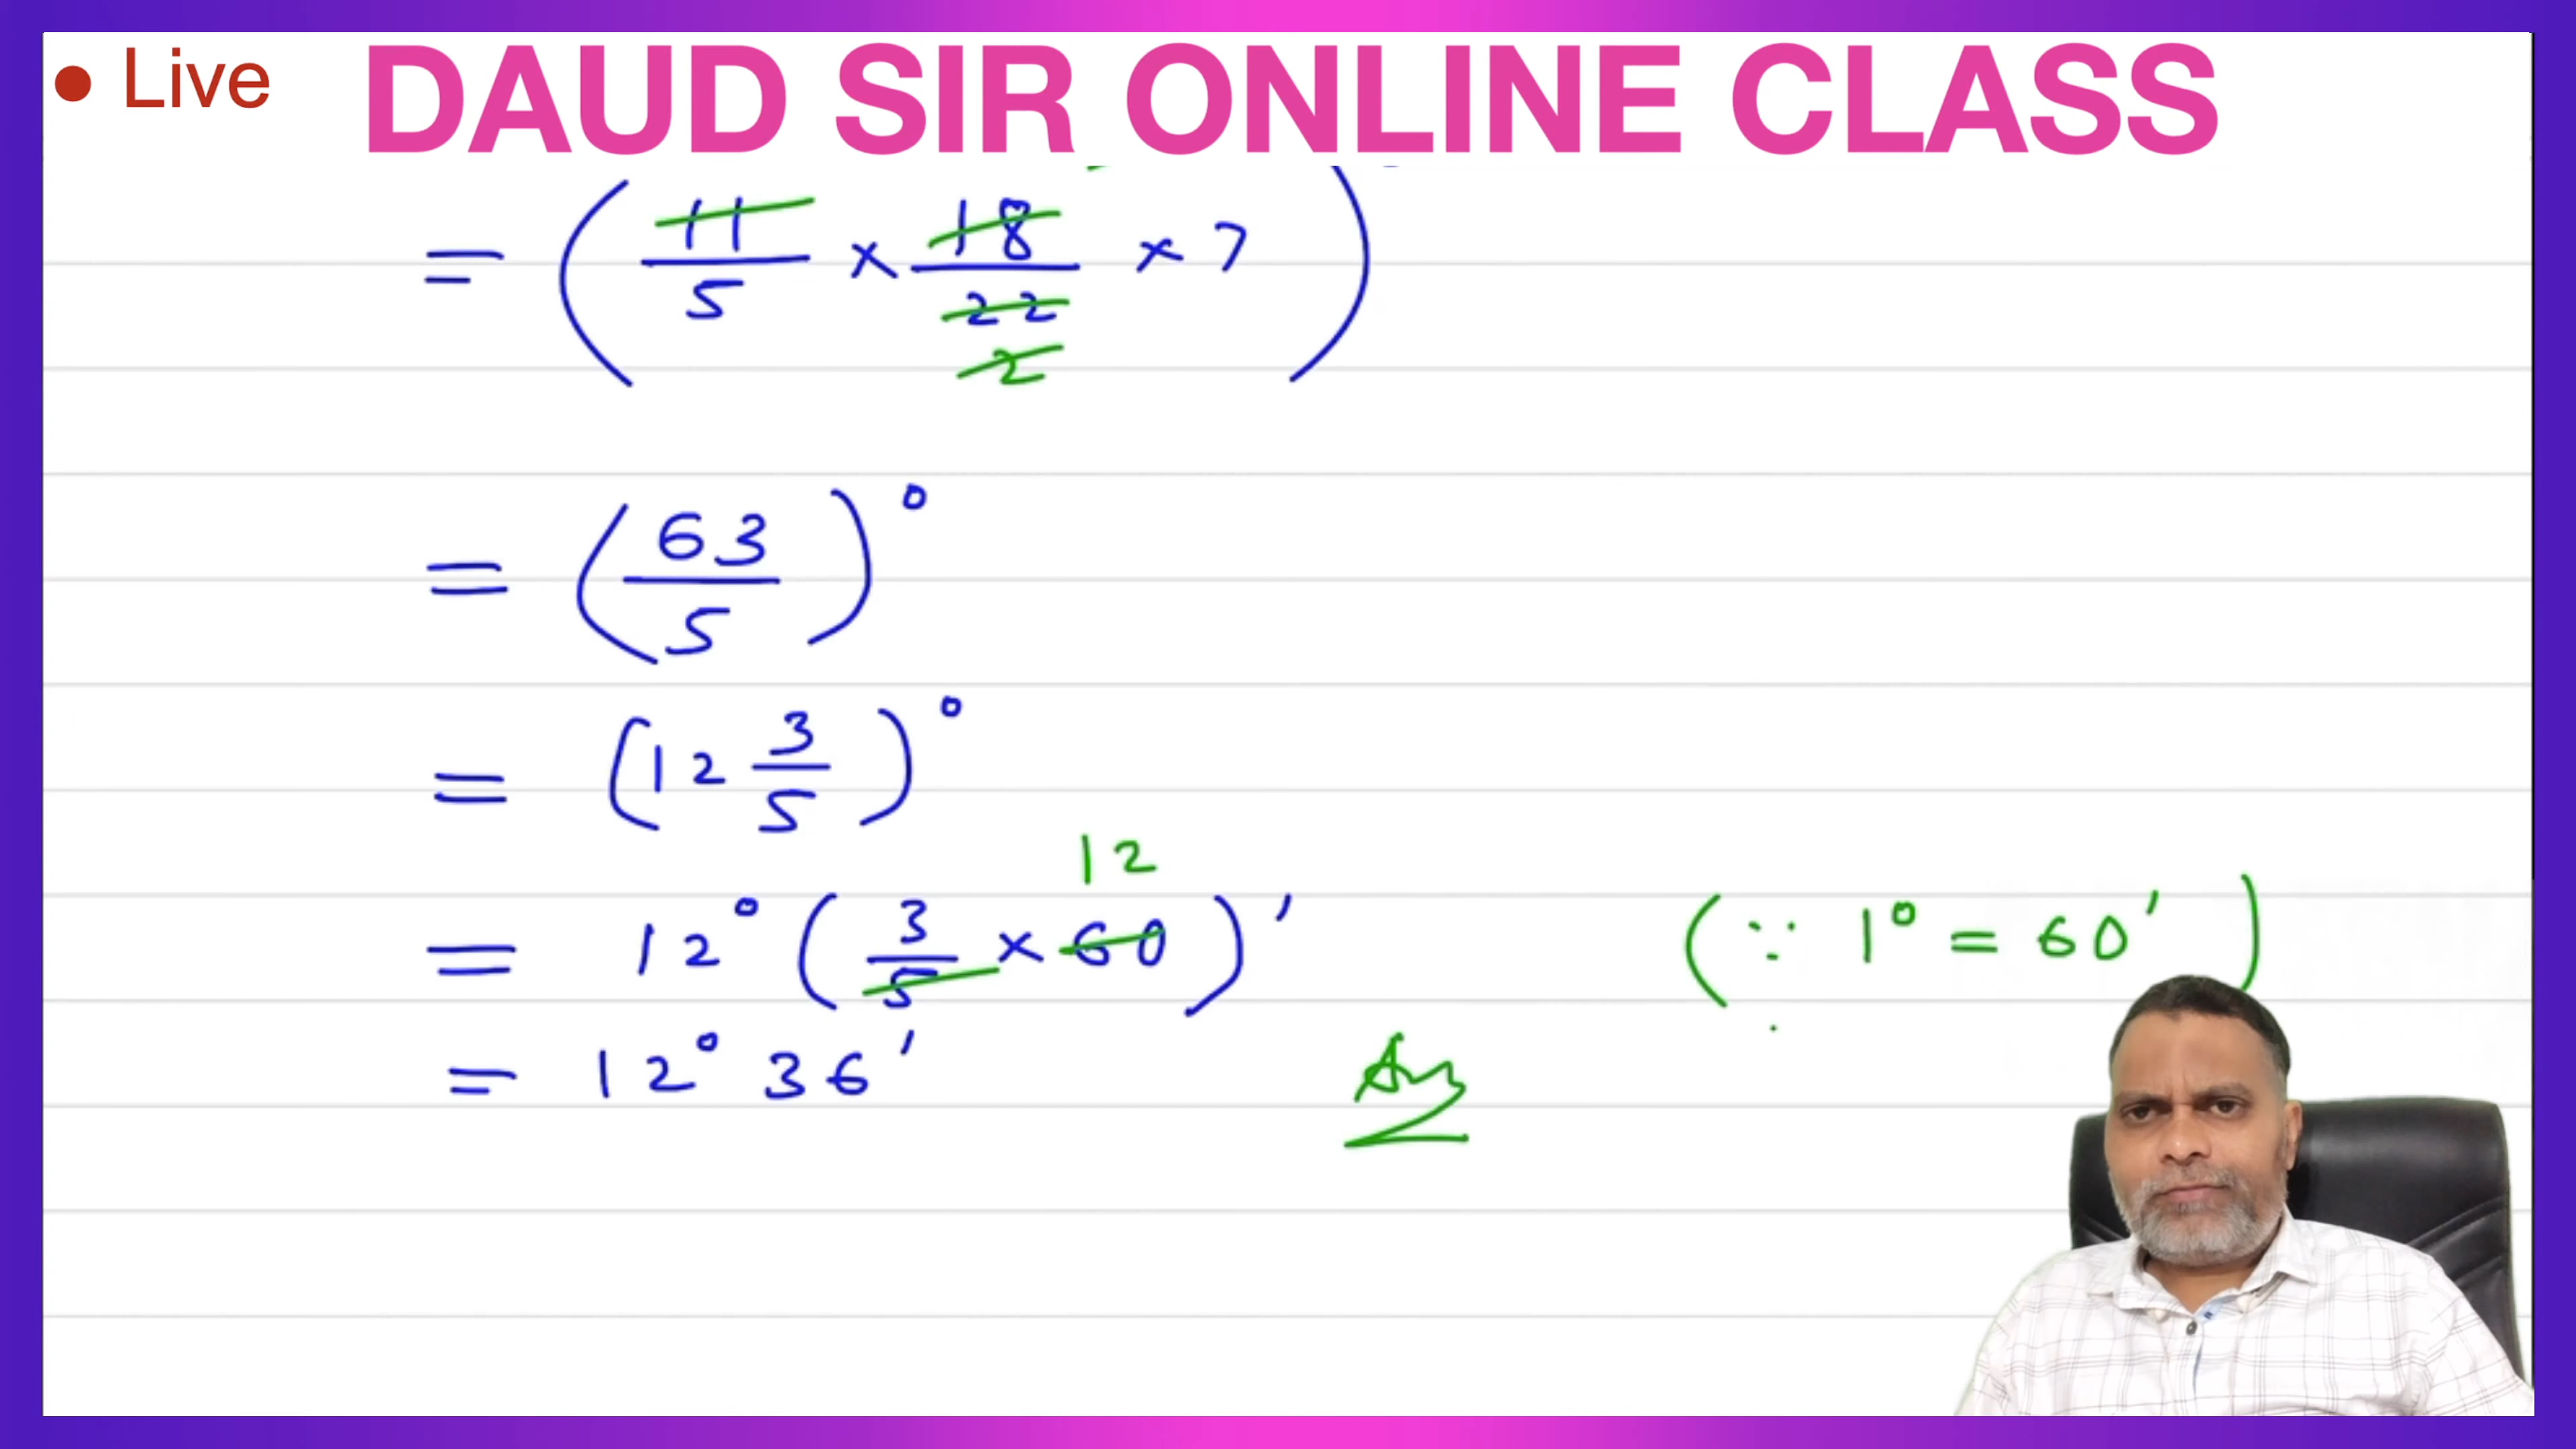 • Live DAUD SIR ONLINE CLASS
= ( 11/5 × 18/22 × 7 )
2
= ( 63/5 )°
= ( 12 3/5 )°
12
= 12° ( 3/5 × 60 )′ ( ∵ 1° = 60′ )
= 12° 36′ Ans